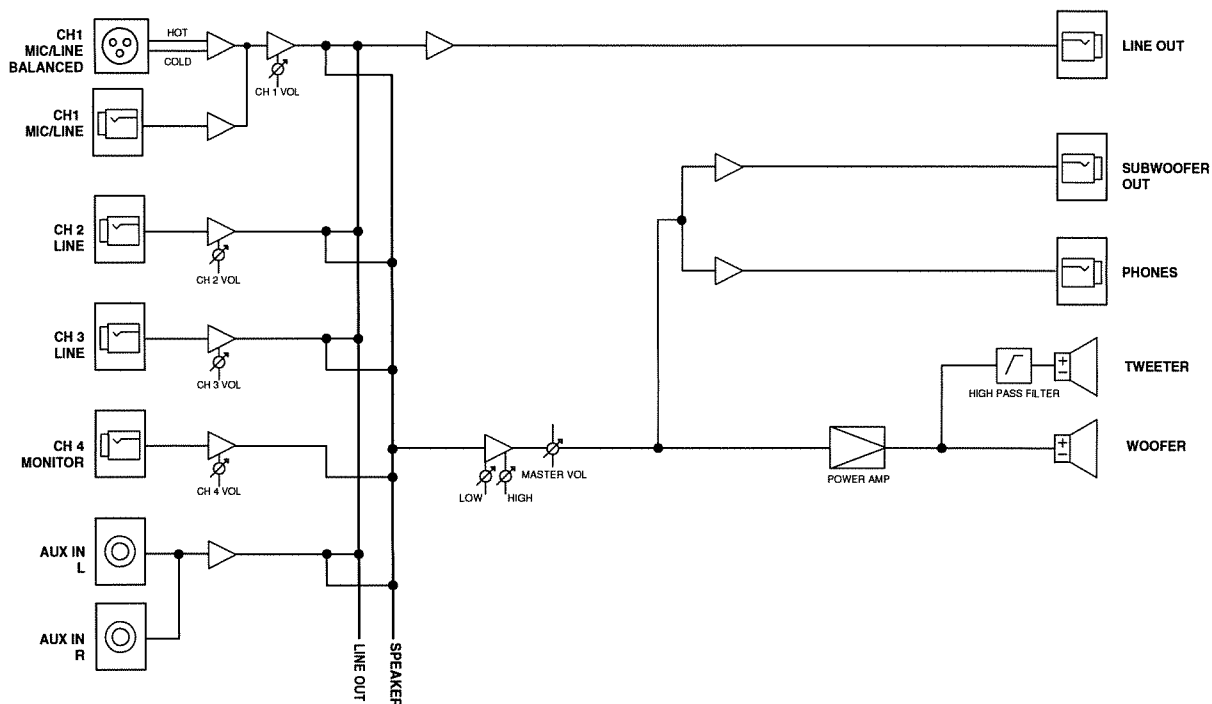 CH1
MIC/LINE
BALANCED
HOT
COLD
CH 1 VOL
LINE OUT
CH1
MIC/LINE
SUBWOOFER
OUT
CH 2
LINE
CH 2 VOL
PHONES
CH 3
LINE
CH 3 VOL
TWEETER
HIGH PASS FILTER
CH 4
MONITOR
CH 4 VOL
LOW
HIGH
MASTER VOL
POWER AMP
WOOFER
AUX IN
L
AUX IN
R
LINE OUT
SPEAKER